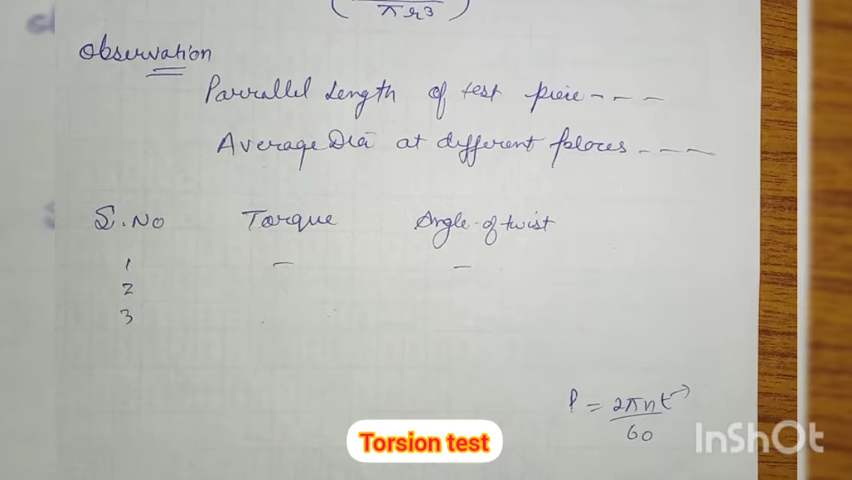 πr³
Observation
Parrallel Length of test piece - - -
Average Dia at different places - - -
S.No Torque Angle of twist
1 - -
2
3
P = 2πnt
60
Torsion test
InShOt